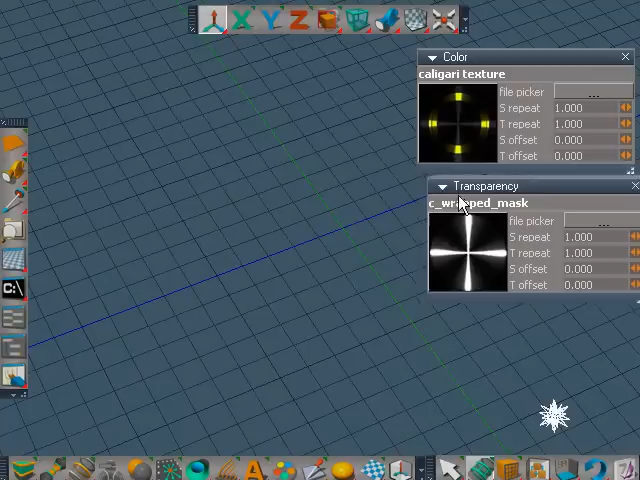 X Y Z
Color
caligari texture
file picker ...
S repeat 1.000
T repeat 1.000
S offset 0.000
T offset 0.000
Transparency
c_wrapped_mask
file picker ...
S repeat 1.000
T repeat 1.000
S offset 0.000
T offset 0.000
C:\
A